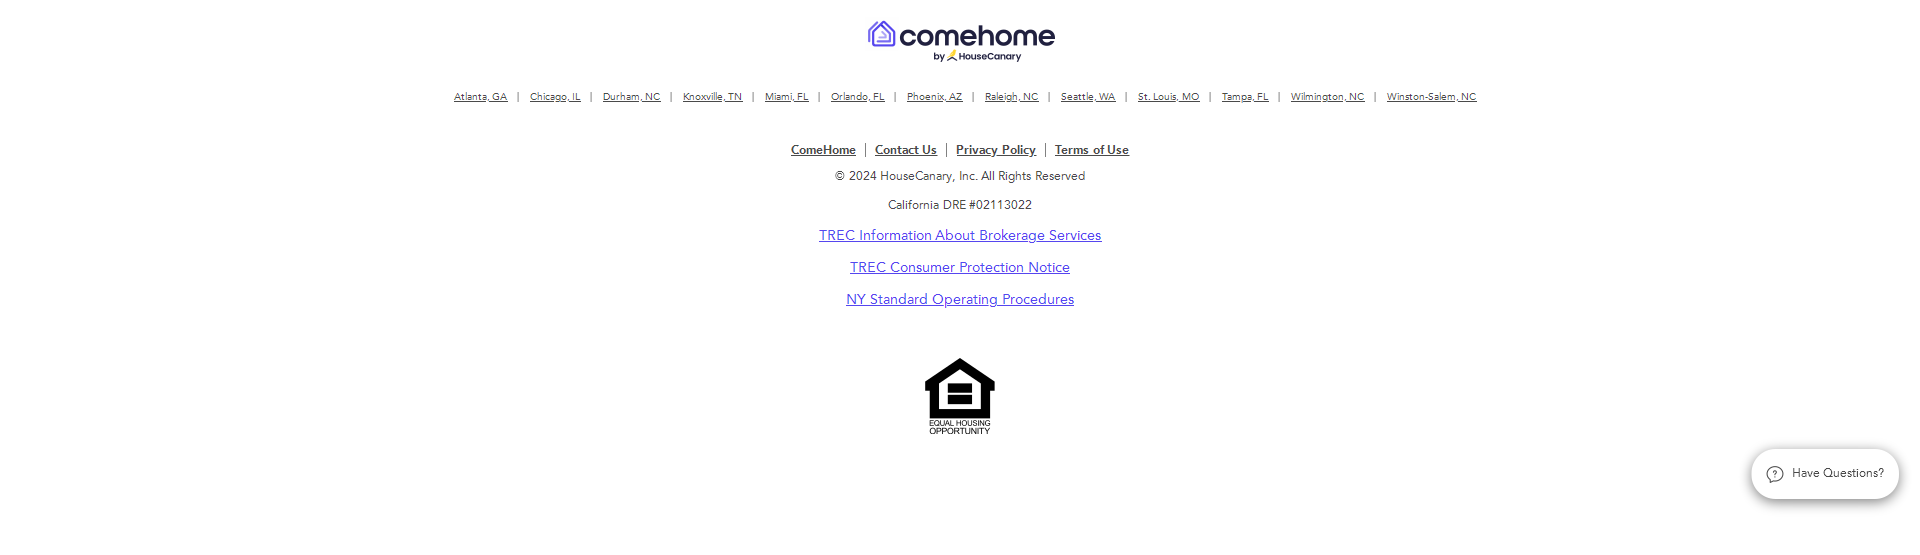 comehome
by HouseCanary
Atlanta, GA | Chicago, IL | Durham, NC | Knoxville, TN | Miami, FL | Orlando, FL | Phoenix, AZ | Raleigh, NC | Seattle, WA | St. Louis, MO | Tampa, FL | Wilmington, NC | Winston-Salem, NC
ComeHome | Contact Us | Privacy Policy | Terms of Use
© 2024 HouseCanary, Inc. All Rights Reserved
California DRE #02113022
TREC Information About Brokerage Services
TREC Consumer Protection Notice
NY Standard Operating Procedures
EQUAL HOUSING
OPPORTUNITY
Have Questions?